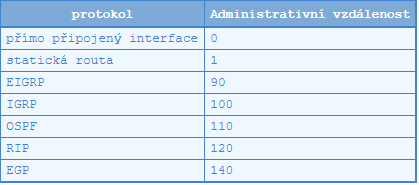 protokol Administrativní vzdálenost
přímo připojený interface 0
statická routa 1
EIGRP 90
IGRP 100
OSPF 110
RIP 120
EGP 140